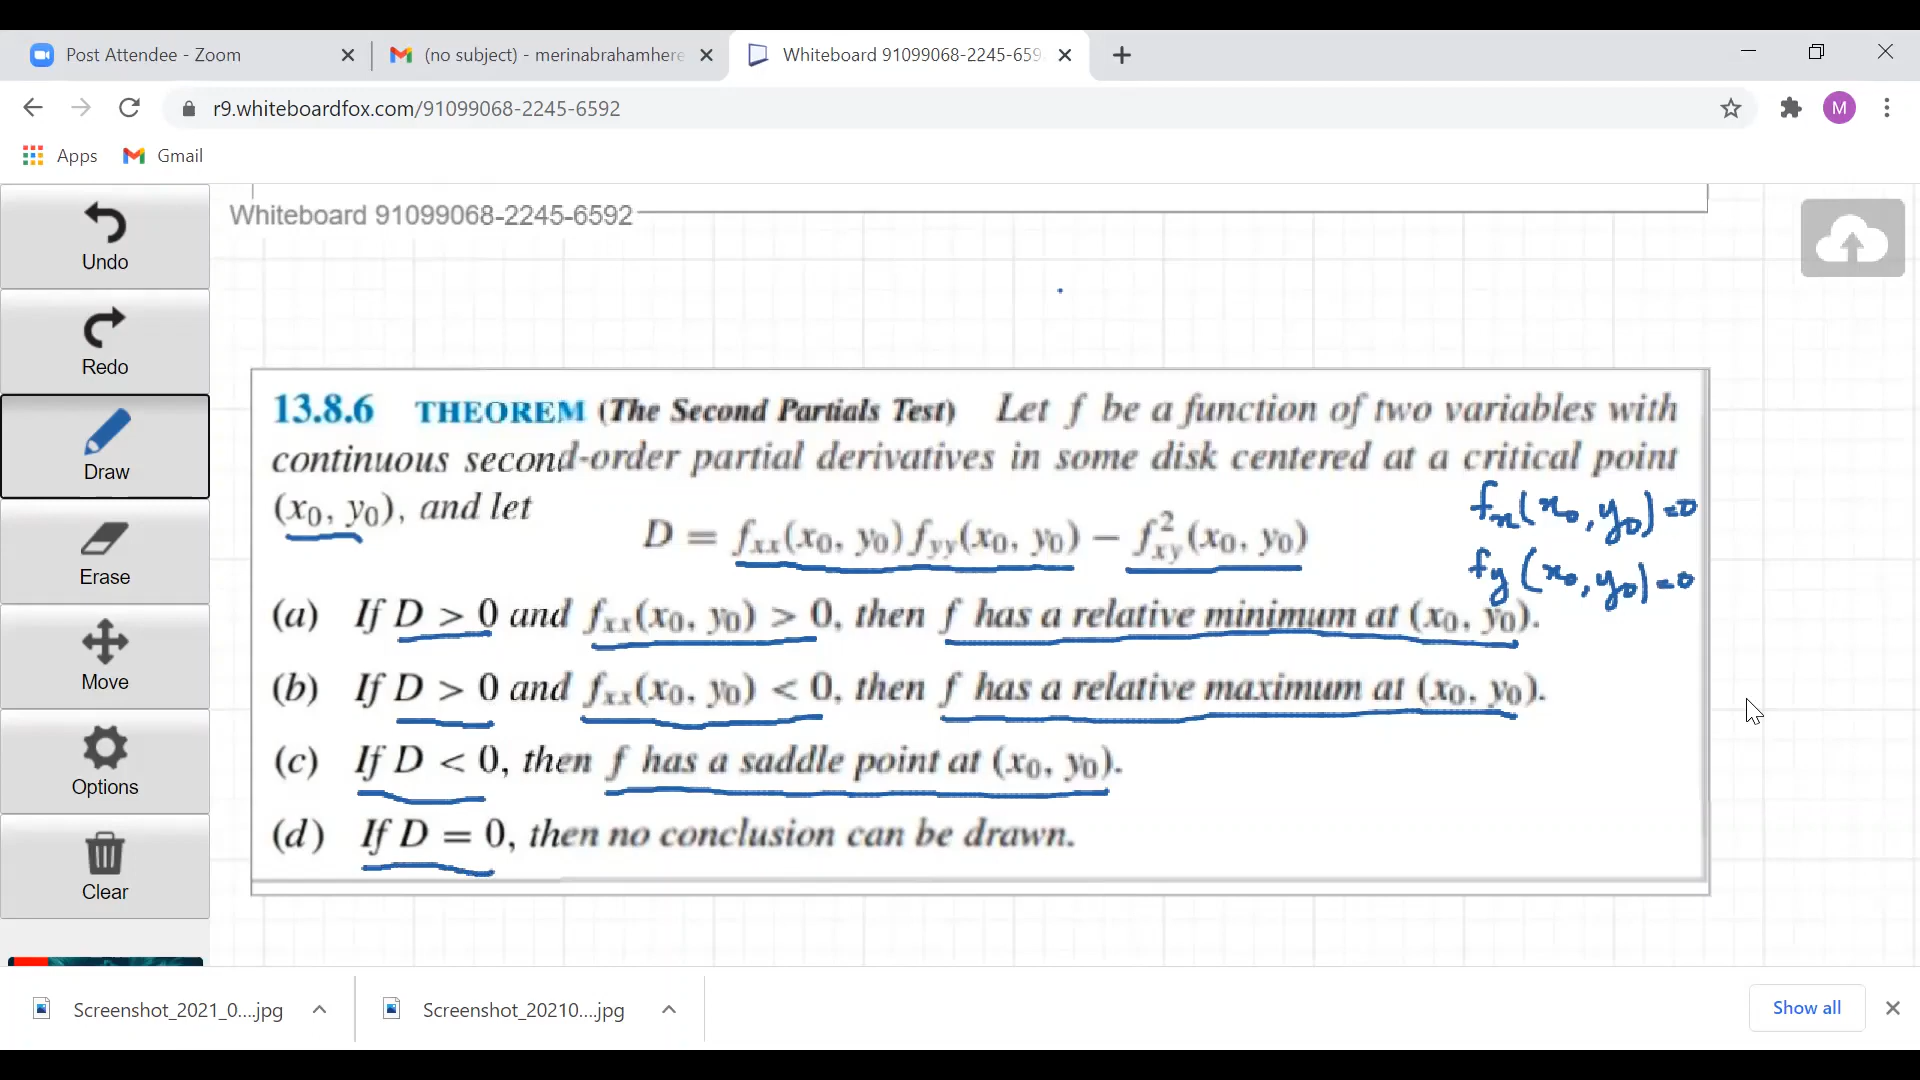 Post Attendee - Zoom
(no subject) - merinabrahamhere
Whiteboard 91099068-2245-659
r9.whiteboardfox.com/91099068-2245-6592
M
Apps
Gmail
Whiteboard 91099068-2245-6592
Undo
Redo
Draw
Erase
Move
Options
Clear
13.8.6 THEOREM (The Second Partials Test) Let f be a function of two variables with
continuous second-order partial derivatives in some disk centered at a critical point
(x₀, y₀), and let
fₓ(x₀, y₀)=0
D = fₓₓ(x₀, y₀) f_yy(x₀, y₀) − f²_xy(x₀, y₀)
f_y(x₀, y₀)=0
(a) If D > 0 and fₓₓ(x₀, y₀) > 0, then f has a relative minimum at (x₀, y₀).
(b) If D > 0 and fₓₓ(x₀, y₀) < 0, then f has a relative maximum at (x₀, y₀).
(c) If D < 0, then f has a saddle point at (x₀, y₀).
(d) If D = 0, then no conclusion can be drawn.
Screenshot_2021_0....jpg
Screenshot_20210....jpg
Show all